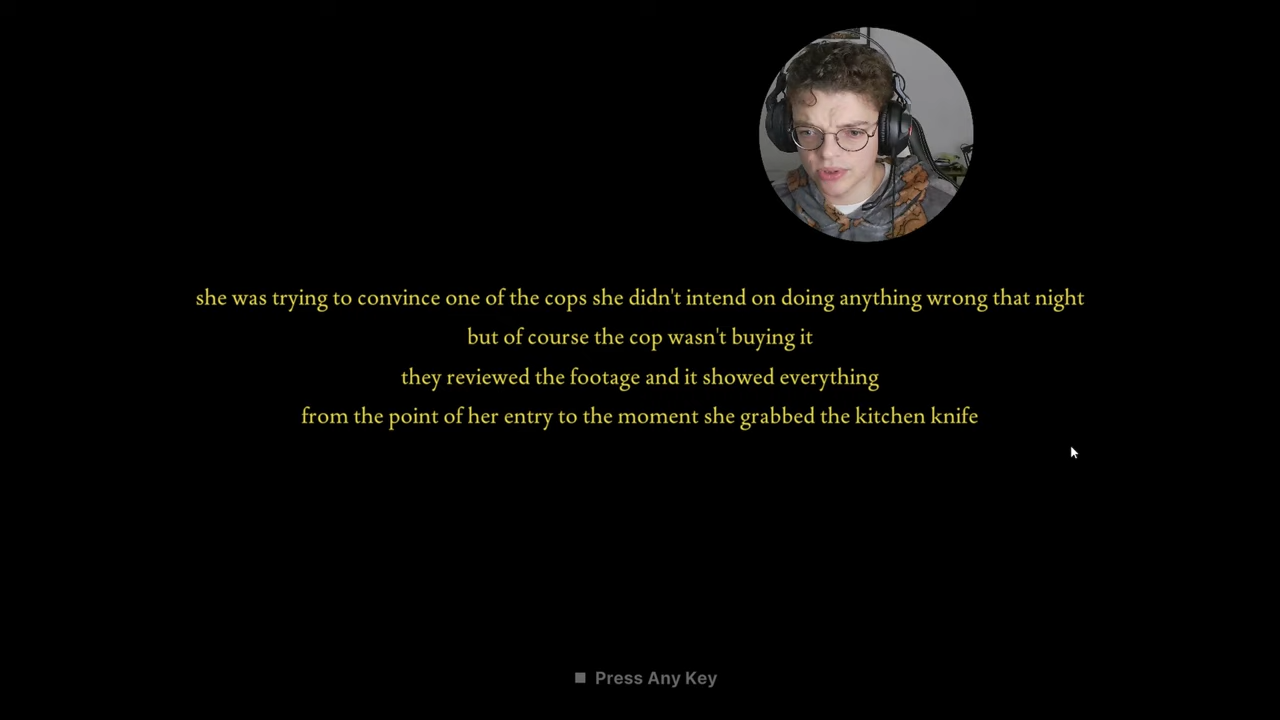 she was trying to convince one of the cops she didn't intend on doing anything wrong that night
but of course the cop wasn't buying it
they reviewed the footage and it showed everything
from the point of her entry to the moment she grabbed the kitchen knife
Press Any Key